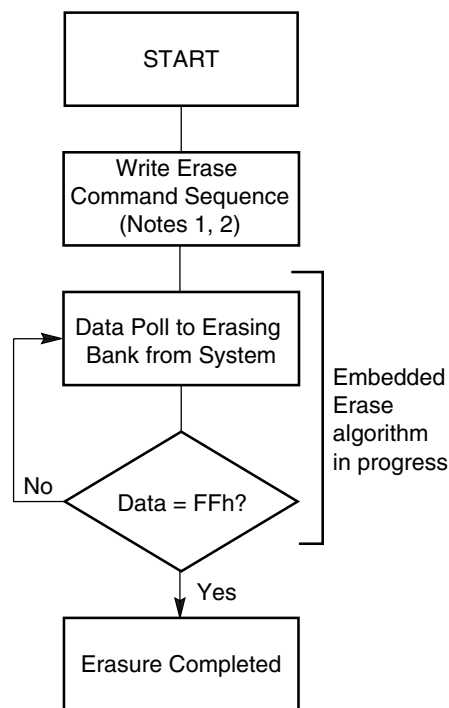 START
Write Erase
Command Sequence
(Notes 1, 2)
Data Poll to Erasing
Bank from System
Embedded
Erase
algorithm
in progress
No
Data = FFh?
Yes
Erasure Completed